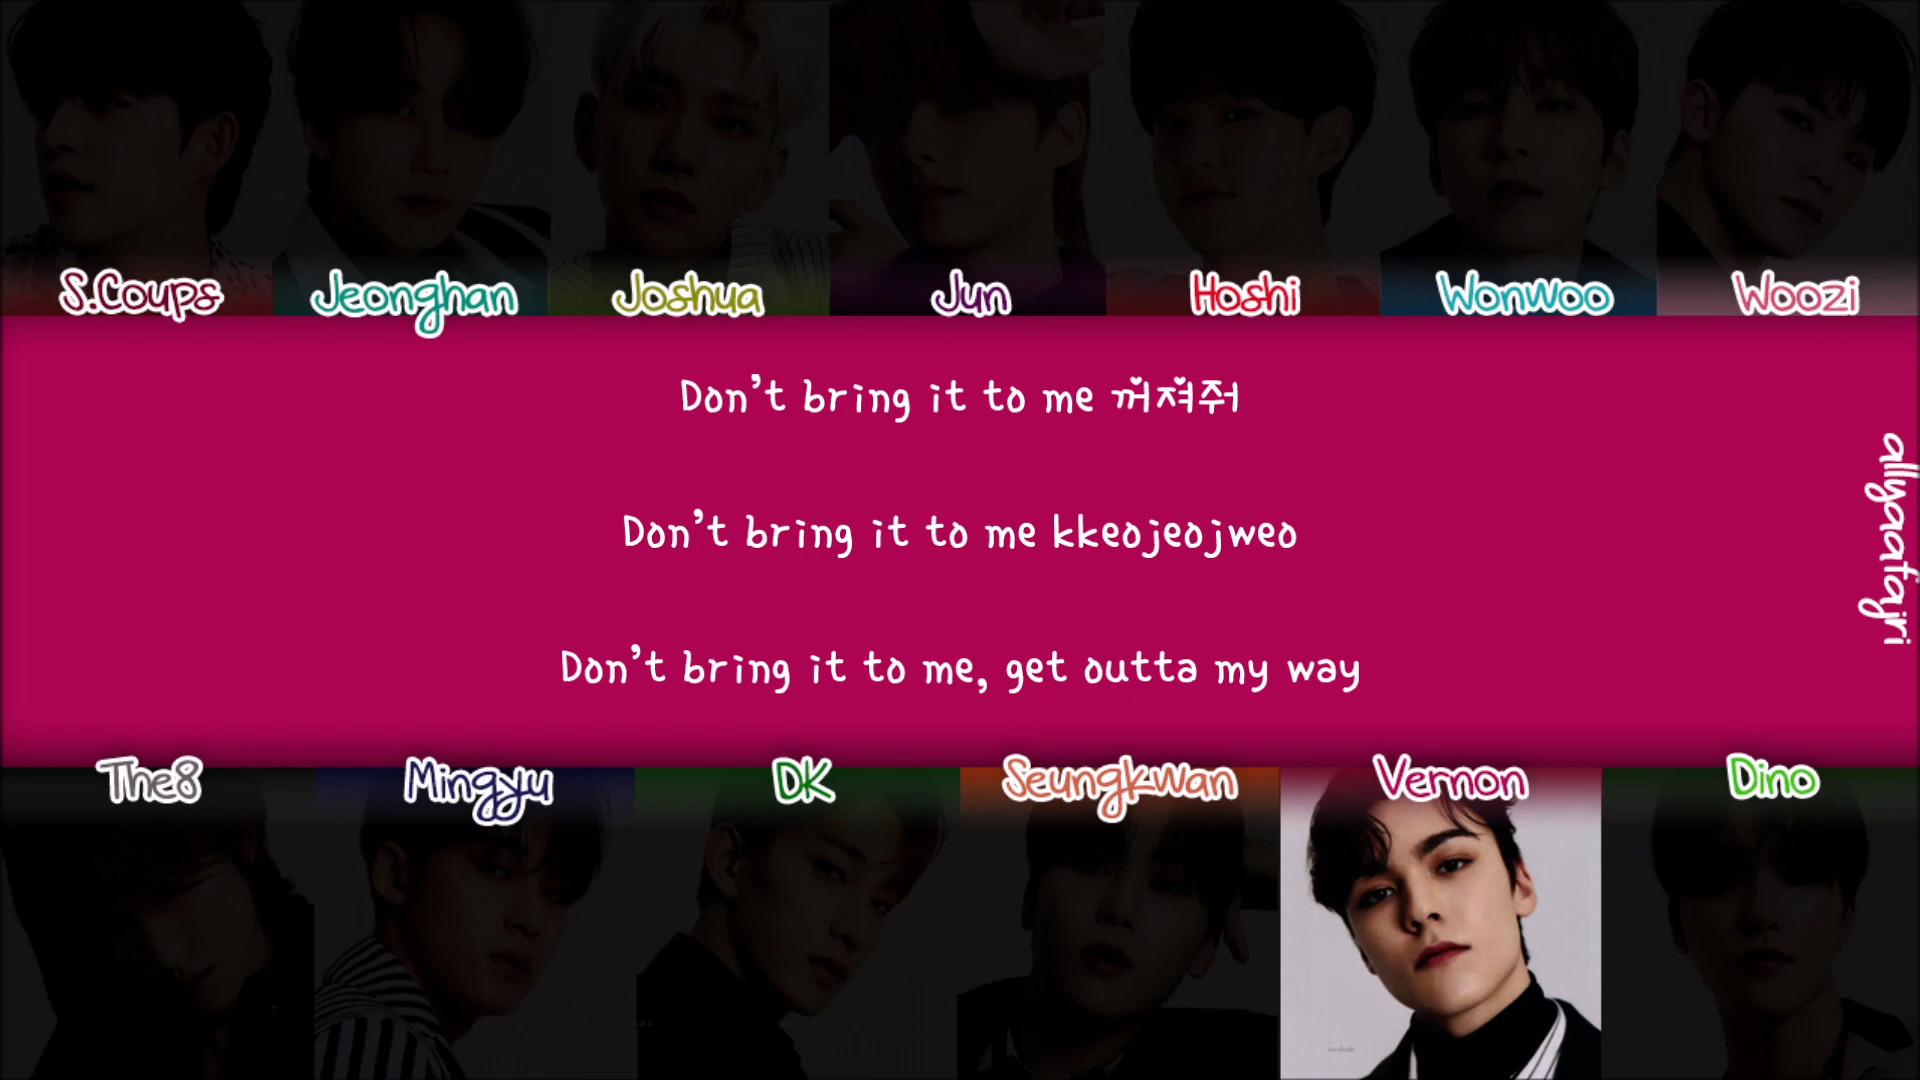 S.Coups Jeonghan Joshua Jun Hoshi Wonwoo Woozi
Don't bring it to me 꺼져줘
Don't bring it to me kkeojeojweo
Don't bring it to me, get outta my way
allyaafajri
The8 Mingyu DK Seungkwan Vernon Dino